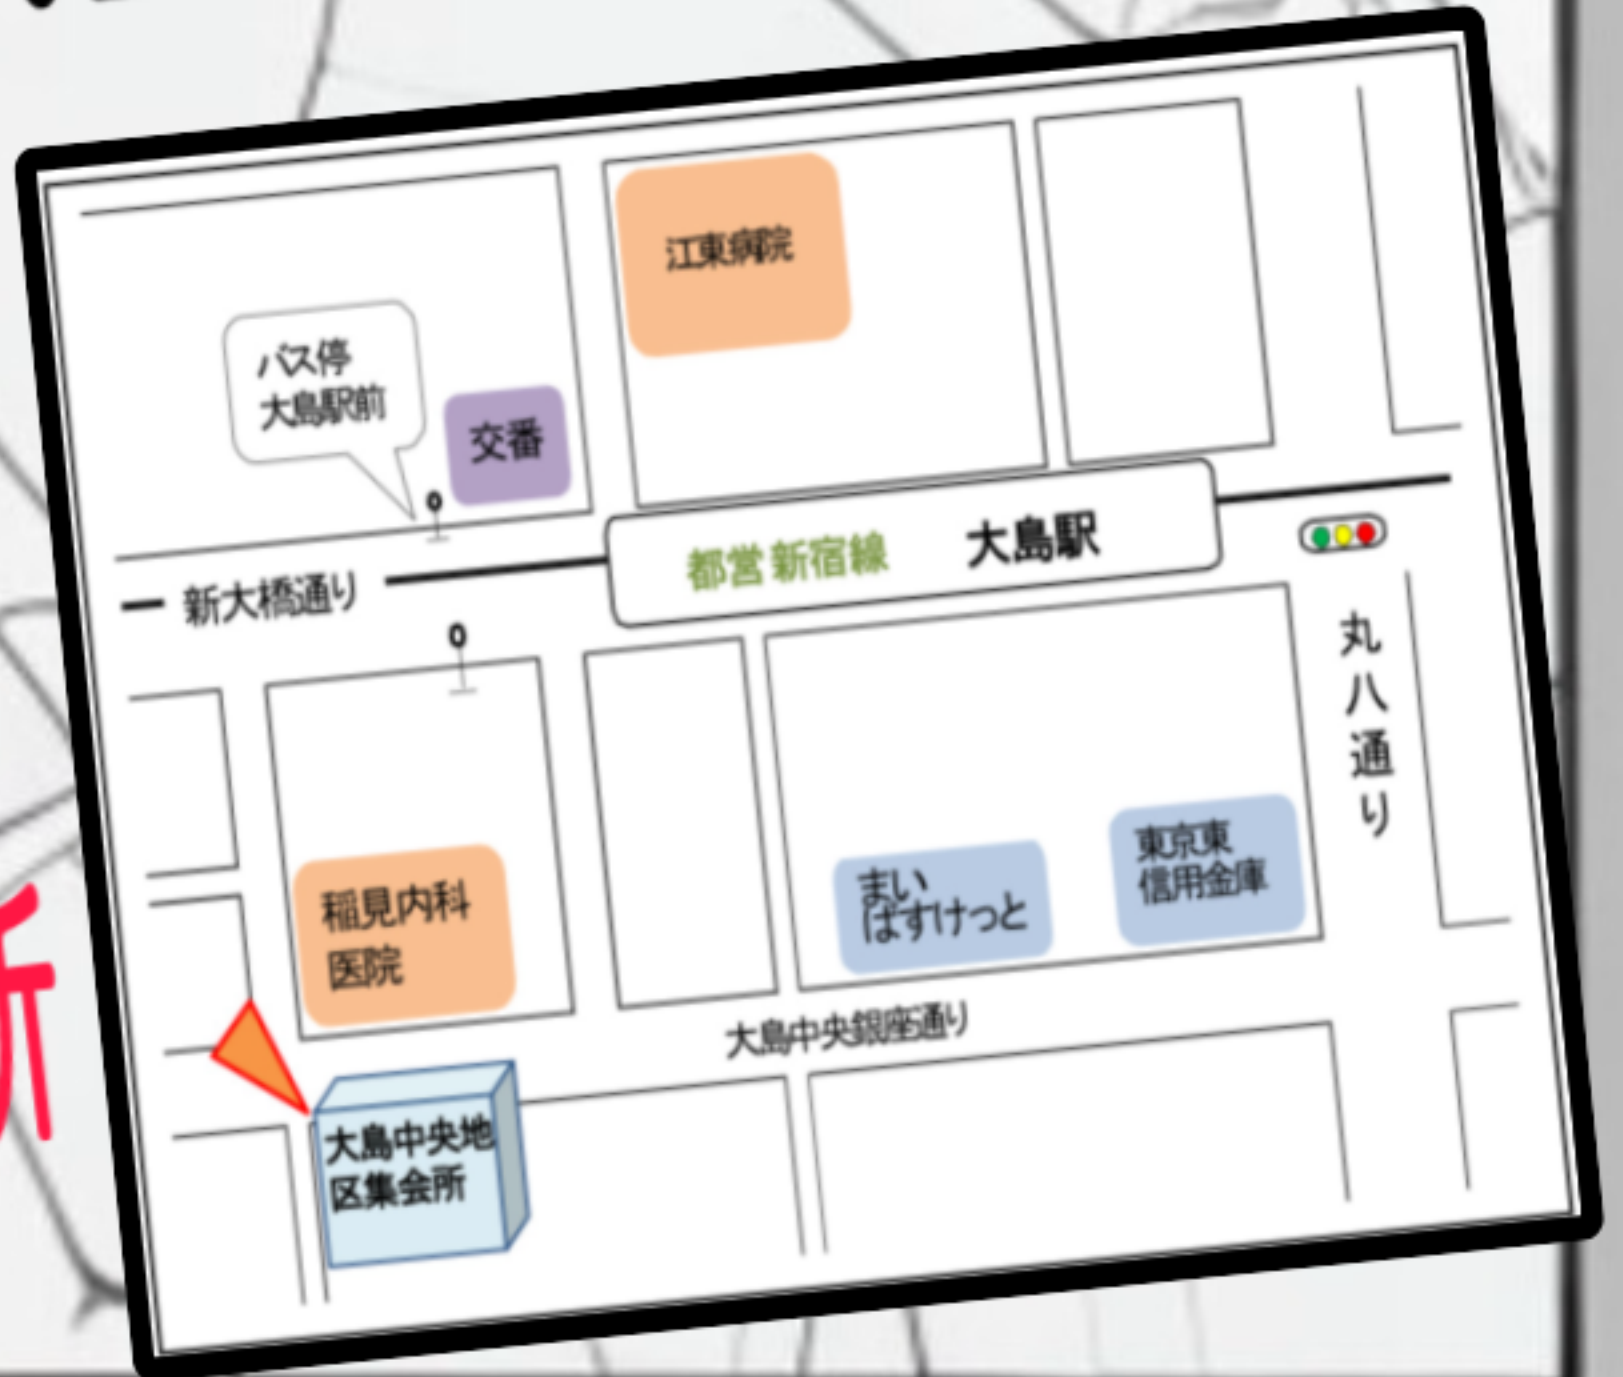 江東病院
バス停
大島駅前
交番
都営新宿線 大島駅
新大橋通り
丸八通り
東京東
信用金庫
まい
ばすけっと
稲見内科
医院
大島中央銀座通り
大島中央地
区集会所
所